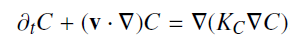 ∂ₜC + (𝐯 · ∇)C = ∇(K_C∇C)